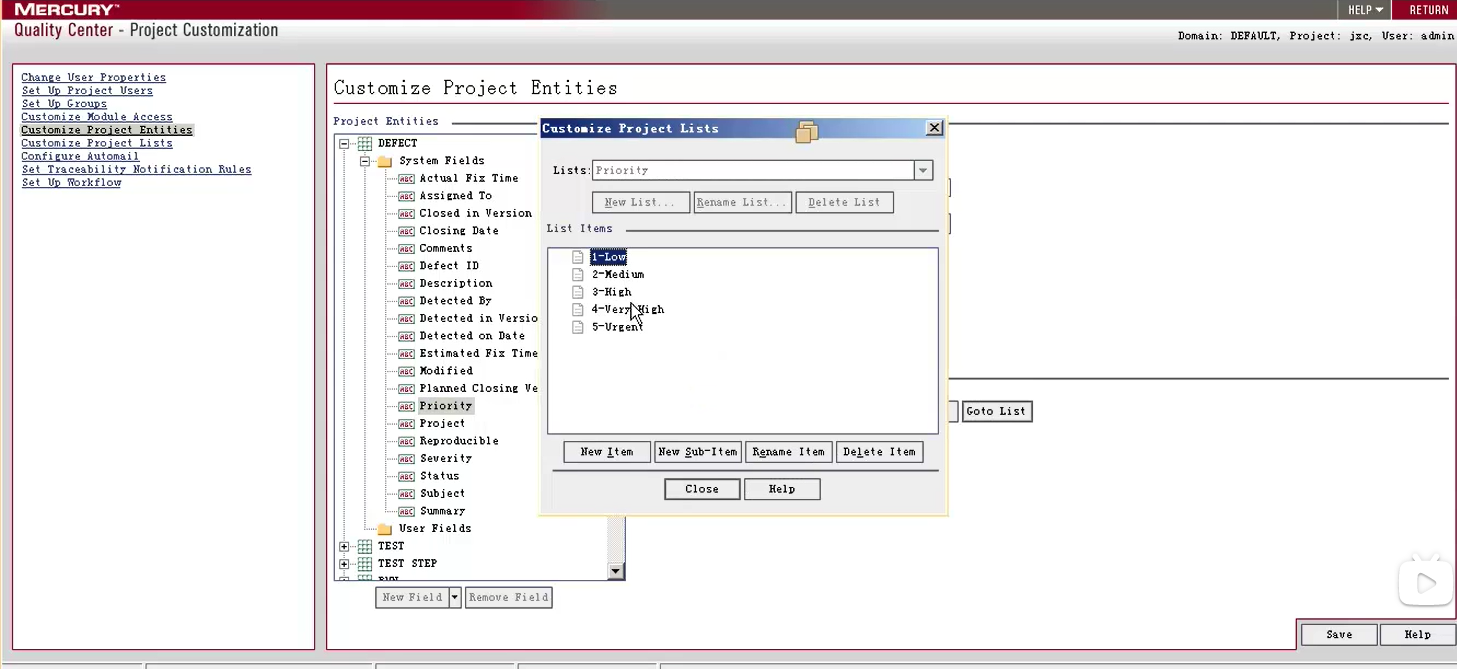 MERCURY™
HELP
RETURN
Quality Center - Project Customization
Domain: DEFAULT, Project: jxc, User: admin
Change User Properties
Set Up Project Users
Set Up Groups
Customize Module Access
Customize Project Entities
Customize Project Lists
Configure Automail
Set Traceability Notification Rules
Set Up Workflow
Customize Project Entities
Project Entities
DEFECT
System Fields
Actual Fix Time
Assigned To
Closed in Version
Closing Date
Comments
Defect ID
Description
Detected By
Detected in Versio
Detected on Date
Estimated Fix Time
Modified
Planned Closing Ve
Priority
Project
Reproducible
Severity
Status
Subject
Summary
User Fields
TEST
TEST STEP
New Field
Remove Field
Customize Project Lists
Lists: Priority
New List...
Rename List...
Delete List
List Items
1-Low
2-Medium
3-High
4-Very High
5-Urgent
New Item
New Sub-Item
Rename Item
Delete Item
Close
Help
Goto List
Save
Help